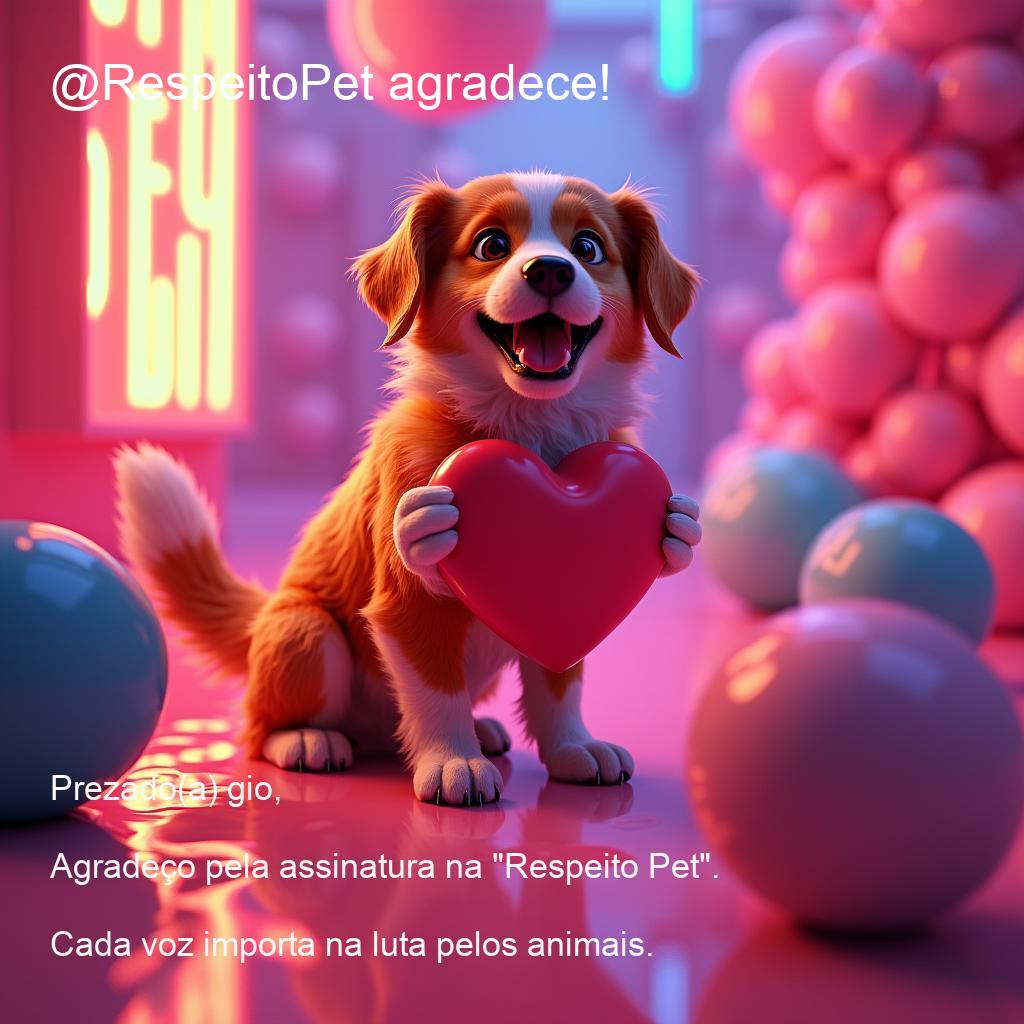 @RespeitoPet agradece!
Prezado(a) gio,
Agradeço pela assinatura na "Respeito Pet".
Cada voz importa na luta pelos animais.